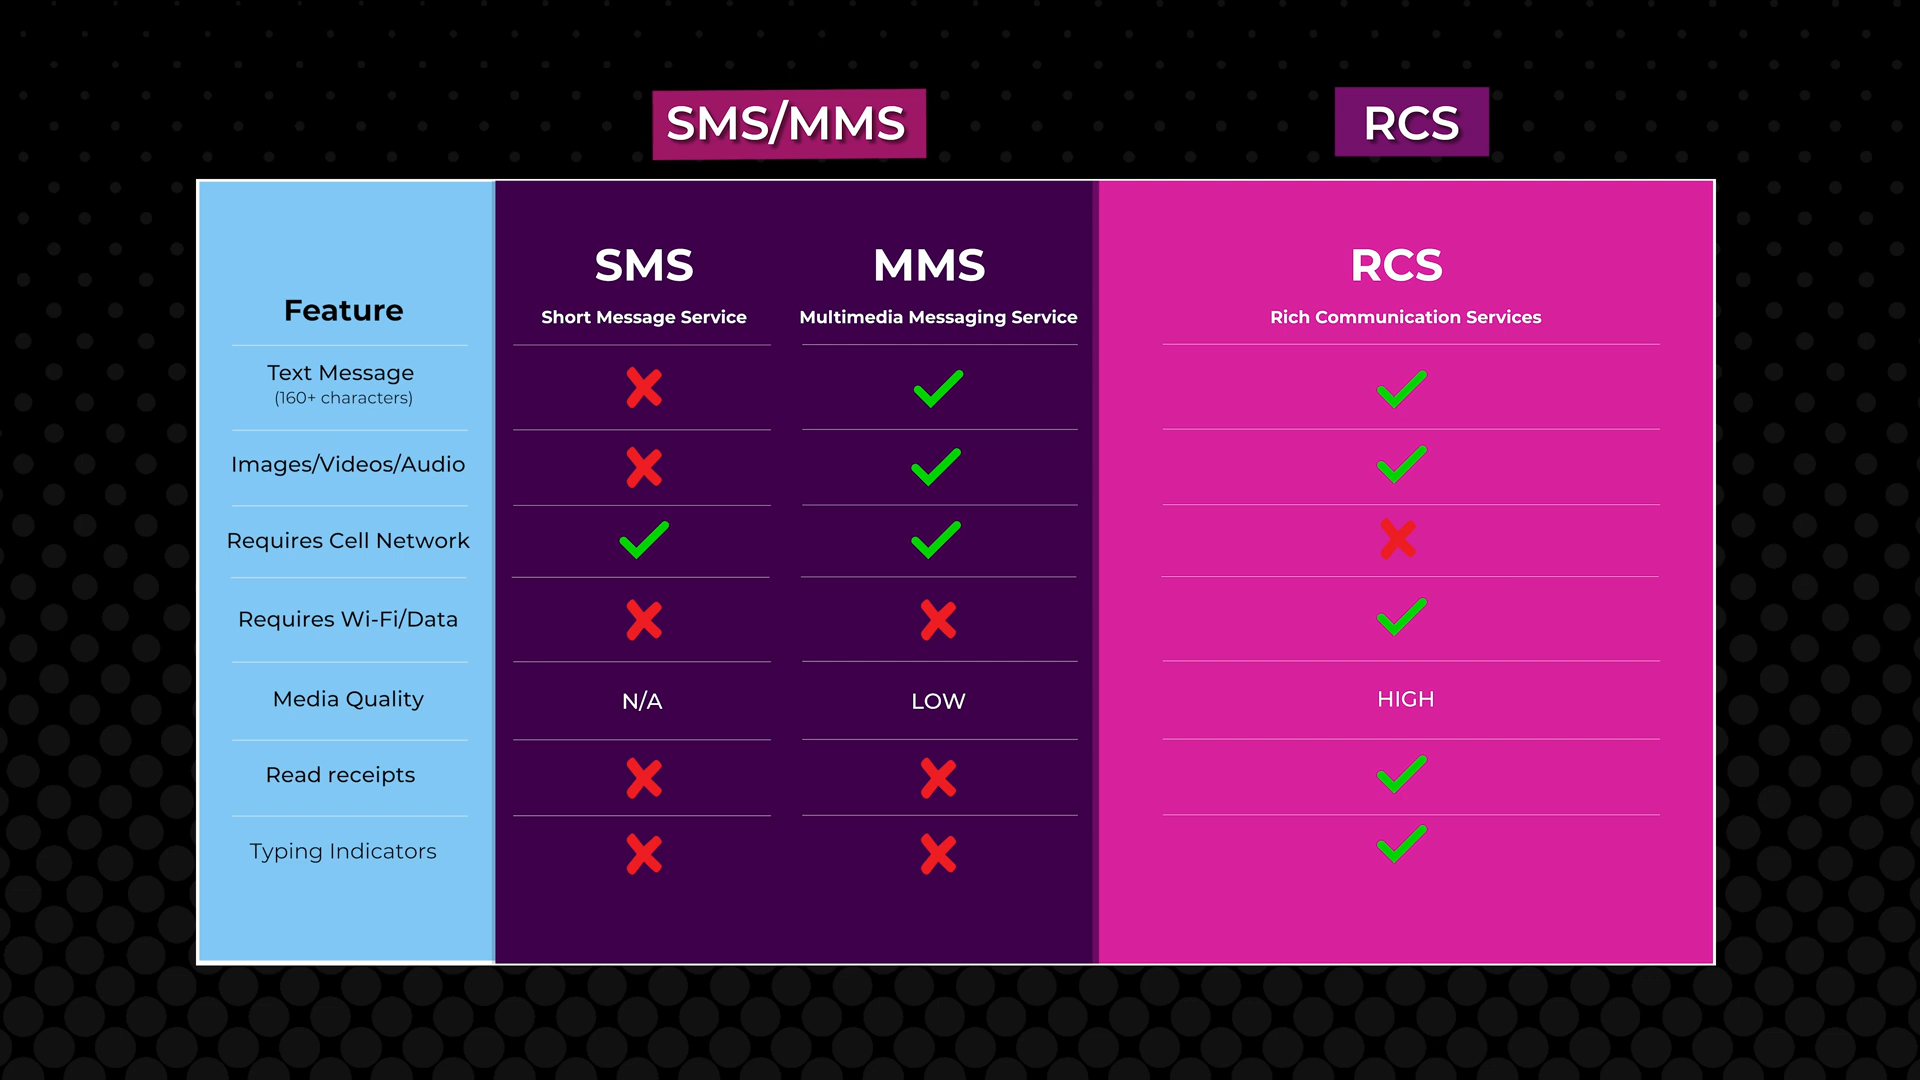 SMS/MMS
RCS
Feature
SMS
Short Message Service
MMS
Multimedia Messaging Service
RCS
Rich Communication Services
Text Message
(160+ characters)
Images/Videos/Audio
Requires Cell Network
Requires Wi-Fi/Data
Media Quality
N/A
LOW
HIGH
Read receipts
Typing Indicators